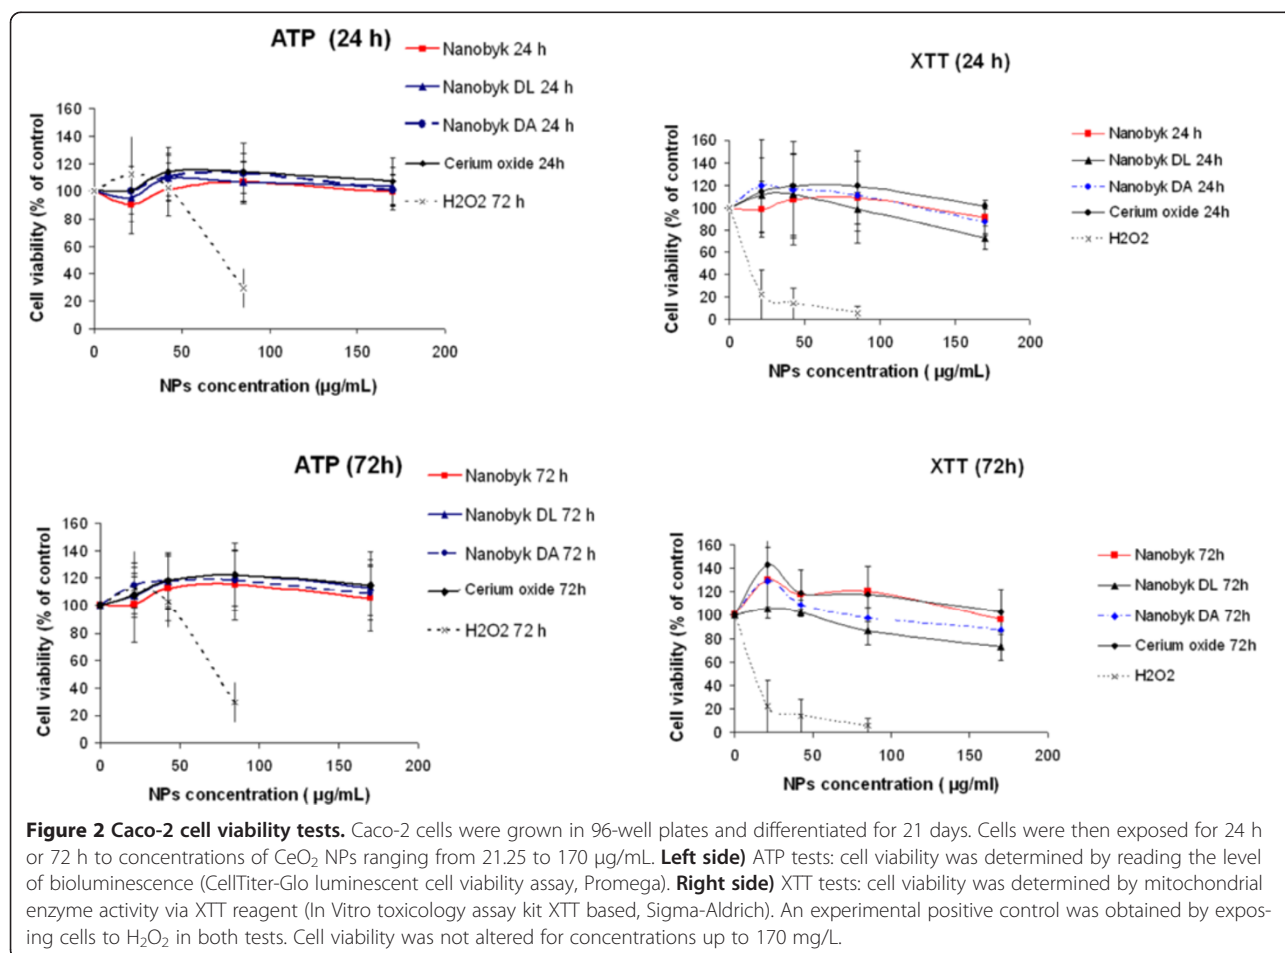 ATP (24 h)
Nanobyk 24 h
Nanobyk DL 24 h
Nanobyk DA 24 h
Cerium oxide 24h
H2O2 72 h
Cell viability (% of control
160
140
120
100
80
60
40
20
0
0 50 100 150 200
NPs concentration (µg/mL)
XTT (24 h)
Nanobyk 24 h
Nanobyk DL 24h
Nanobyk DA 24h
Cerium oxide 24h
H2O2
Cell viability (% of control)
160
140
120
100
80
60
40
20
0
0 50 100 150 200
NPs concentration ( µg/mL)
ATP (72h)
Nanobyk 72 h
Nanobyk DL 72 h
Nanobyk DA 72 h
Cerium oxide 72h
H2O2 72 h
Cell viability (% of control
160
140
120
100
80
60
40
20
0
0 50 100 150 200
NPs concentration ( µg/mL)
XTT (72h)
Nanobyk 72h
Nanobyk DL 72h
Nanobyk DA 72h
Cerium oxide 72h
H2O2
Cell viability (% of control)
160
140
120
100
80
60
40
20
0
0 50 100 150 200
NPs concentration ( µg/ml)
Figure 2 Caco-2 cell viability tests. Caco-2 cells were grown in 96-well plates and differentiated for 21 days. Cells were then exposed for 24 h
or 72 h to concentrations of CeO₂ NPs ranging from 21.25 to 170 µg/mL. Left side) ATP tests: cell viability was determined by reading the level
of bioluminescence (CellTiter-Glo luminescent cell viability assay, Promega). Right side) XTT tests: cell viability was determined by mitochondrial
enzyme activity via XTT reagent (In Vitro toxicology assay kit XTT based, Sigma-Aldrich). An experimental positive control was obtained by expos-
ing cells to H₂O₂ in both tests. Cell viability was not altered for concentrations up to 170 mg/L.